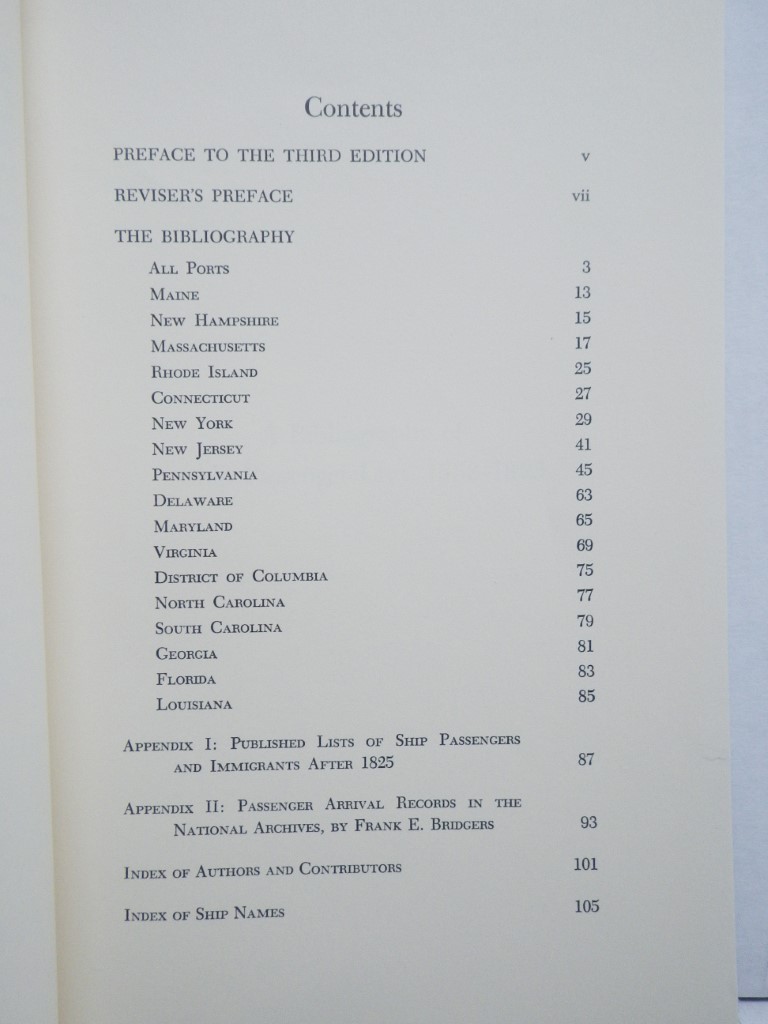 Contents
PREFACE TO THE THIRD EDITION v
REVISER'S PREFACE vii
THE BIBLIOGRAPHY
All Ports 3
Maine 13
New Hampshire 15
Massachusetts 17
Rhode Island 25
Connecticut 27
New York 29
New Jersey 41
Pennsylvania 45
Delaware 63
Maryland 65
Virginia 69
District of Columbia 75
North Carolina 77
South Carolina 79
Georgia 81
Florida 83
Louisiana 85
Appendix I: Published Lists of Ship Passengers
and Immigrants After 1825 87
Appendix II: Passenger Arrival Records in the
National Archives, by Frank E. Bridgers 93
Index of Authors and Contributors 101
Index of Ship Names 105